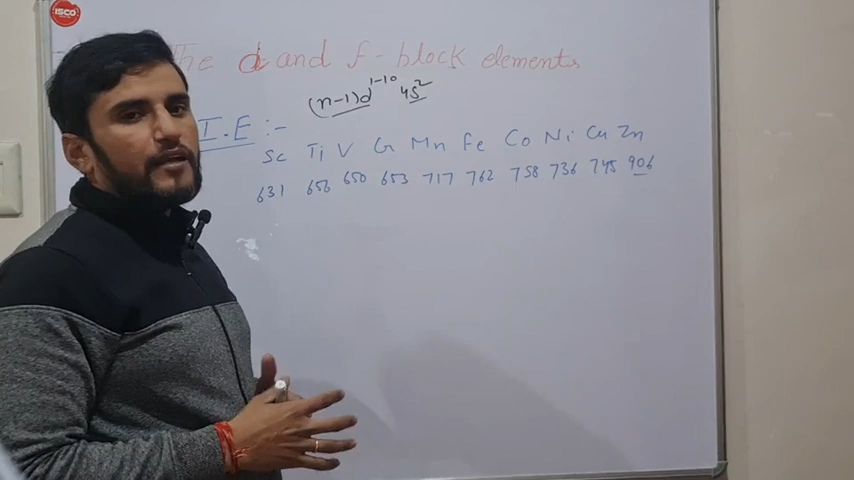 ISCO
The d and f-block elements
(n-1)d¹⁻¹⁰ 4s²
I.E :-
Sc Ti V Cr Mn Fe Co Ni Cu Zn
631 656 650 653 717 762 758 736 745 906